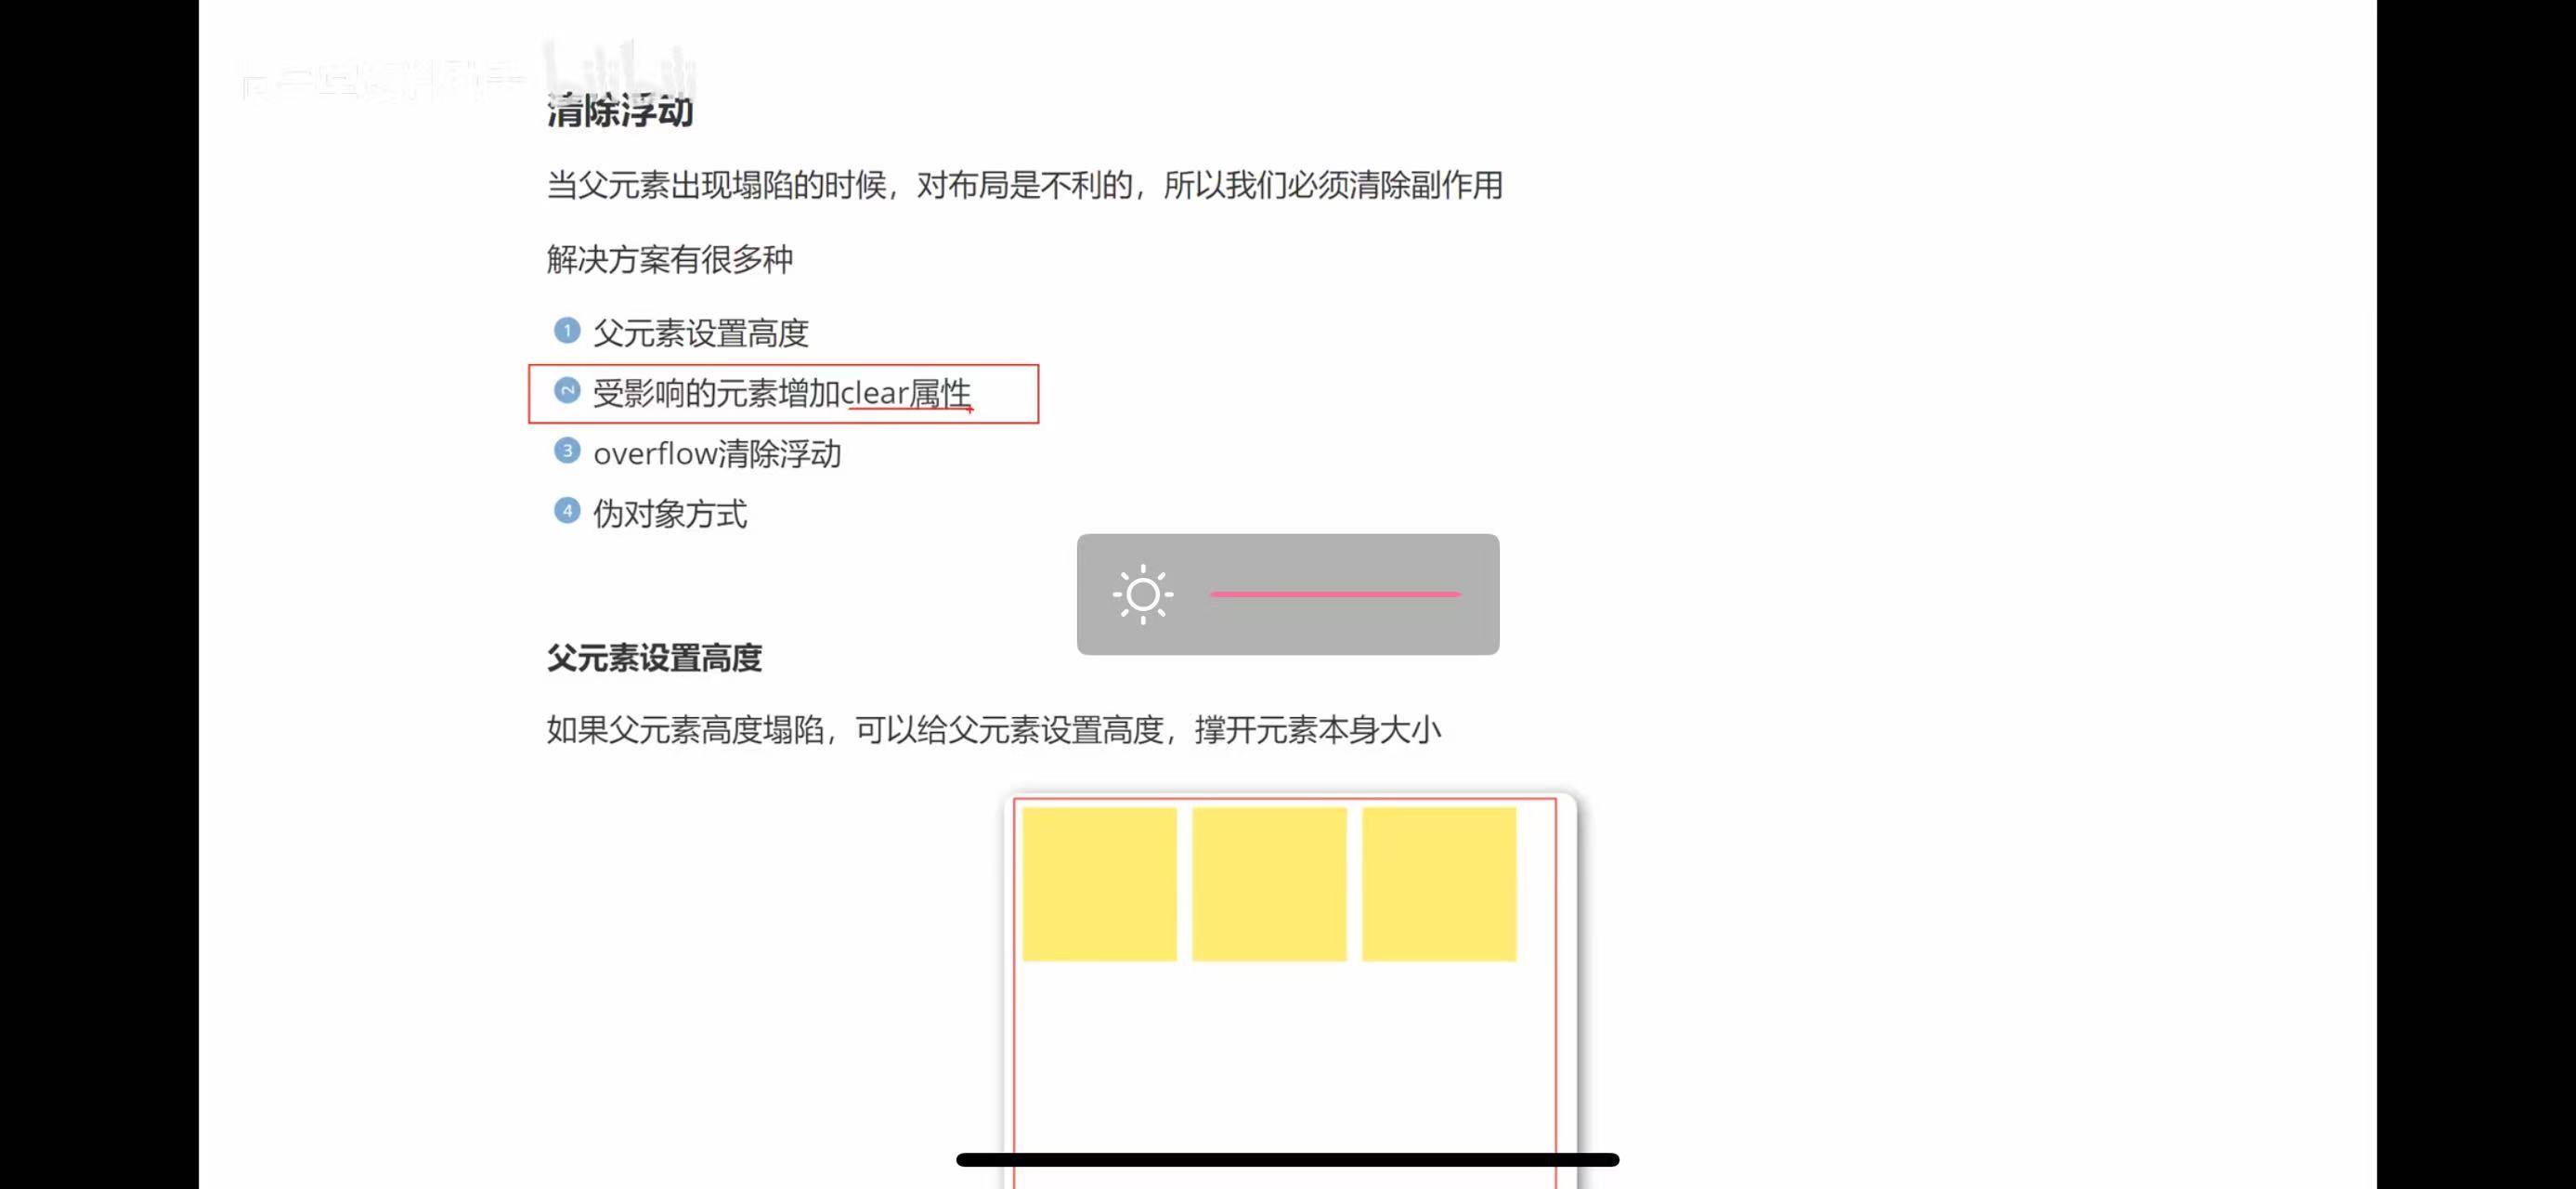 bilibili
清除浮动
当父元素出现塌陷的时候，对布局是不利的，所以我们必须清除副作用
解决方案有很多种
1 父元素设置高度
2 受影响的元素增加clear属性
3 overflow清除浮动
4 伪对象方式
父元素设置高度
如果父元素高度塌陷，可以给父元素设置高度，撑开元素本身大小